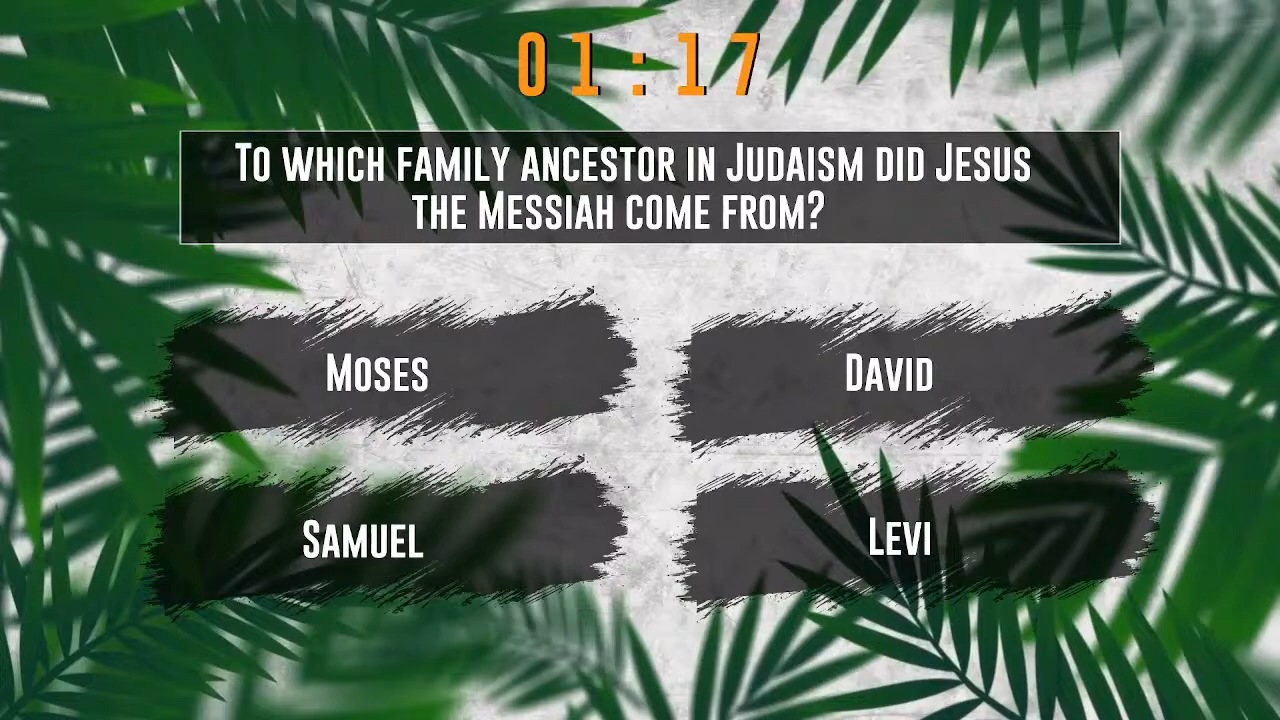 01:17
To which family ancestor in Judaism did Jesus
the Messiah come from?
Moses
David
Samuel
Levi